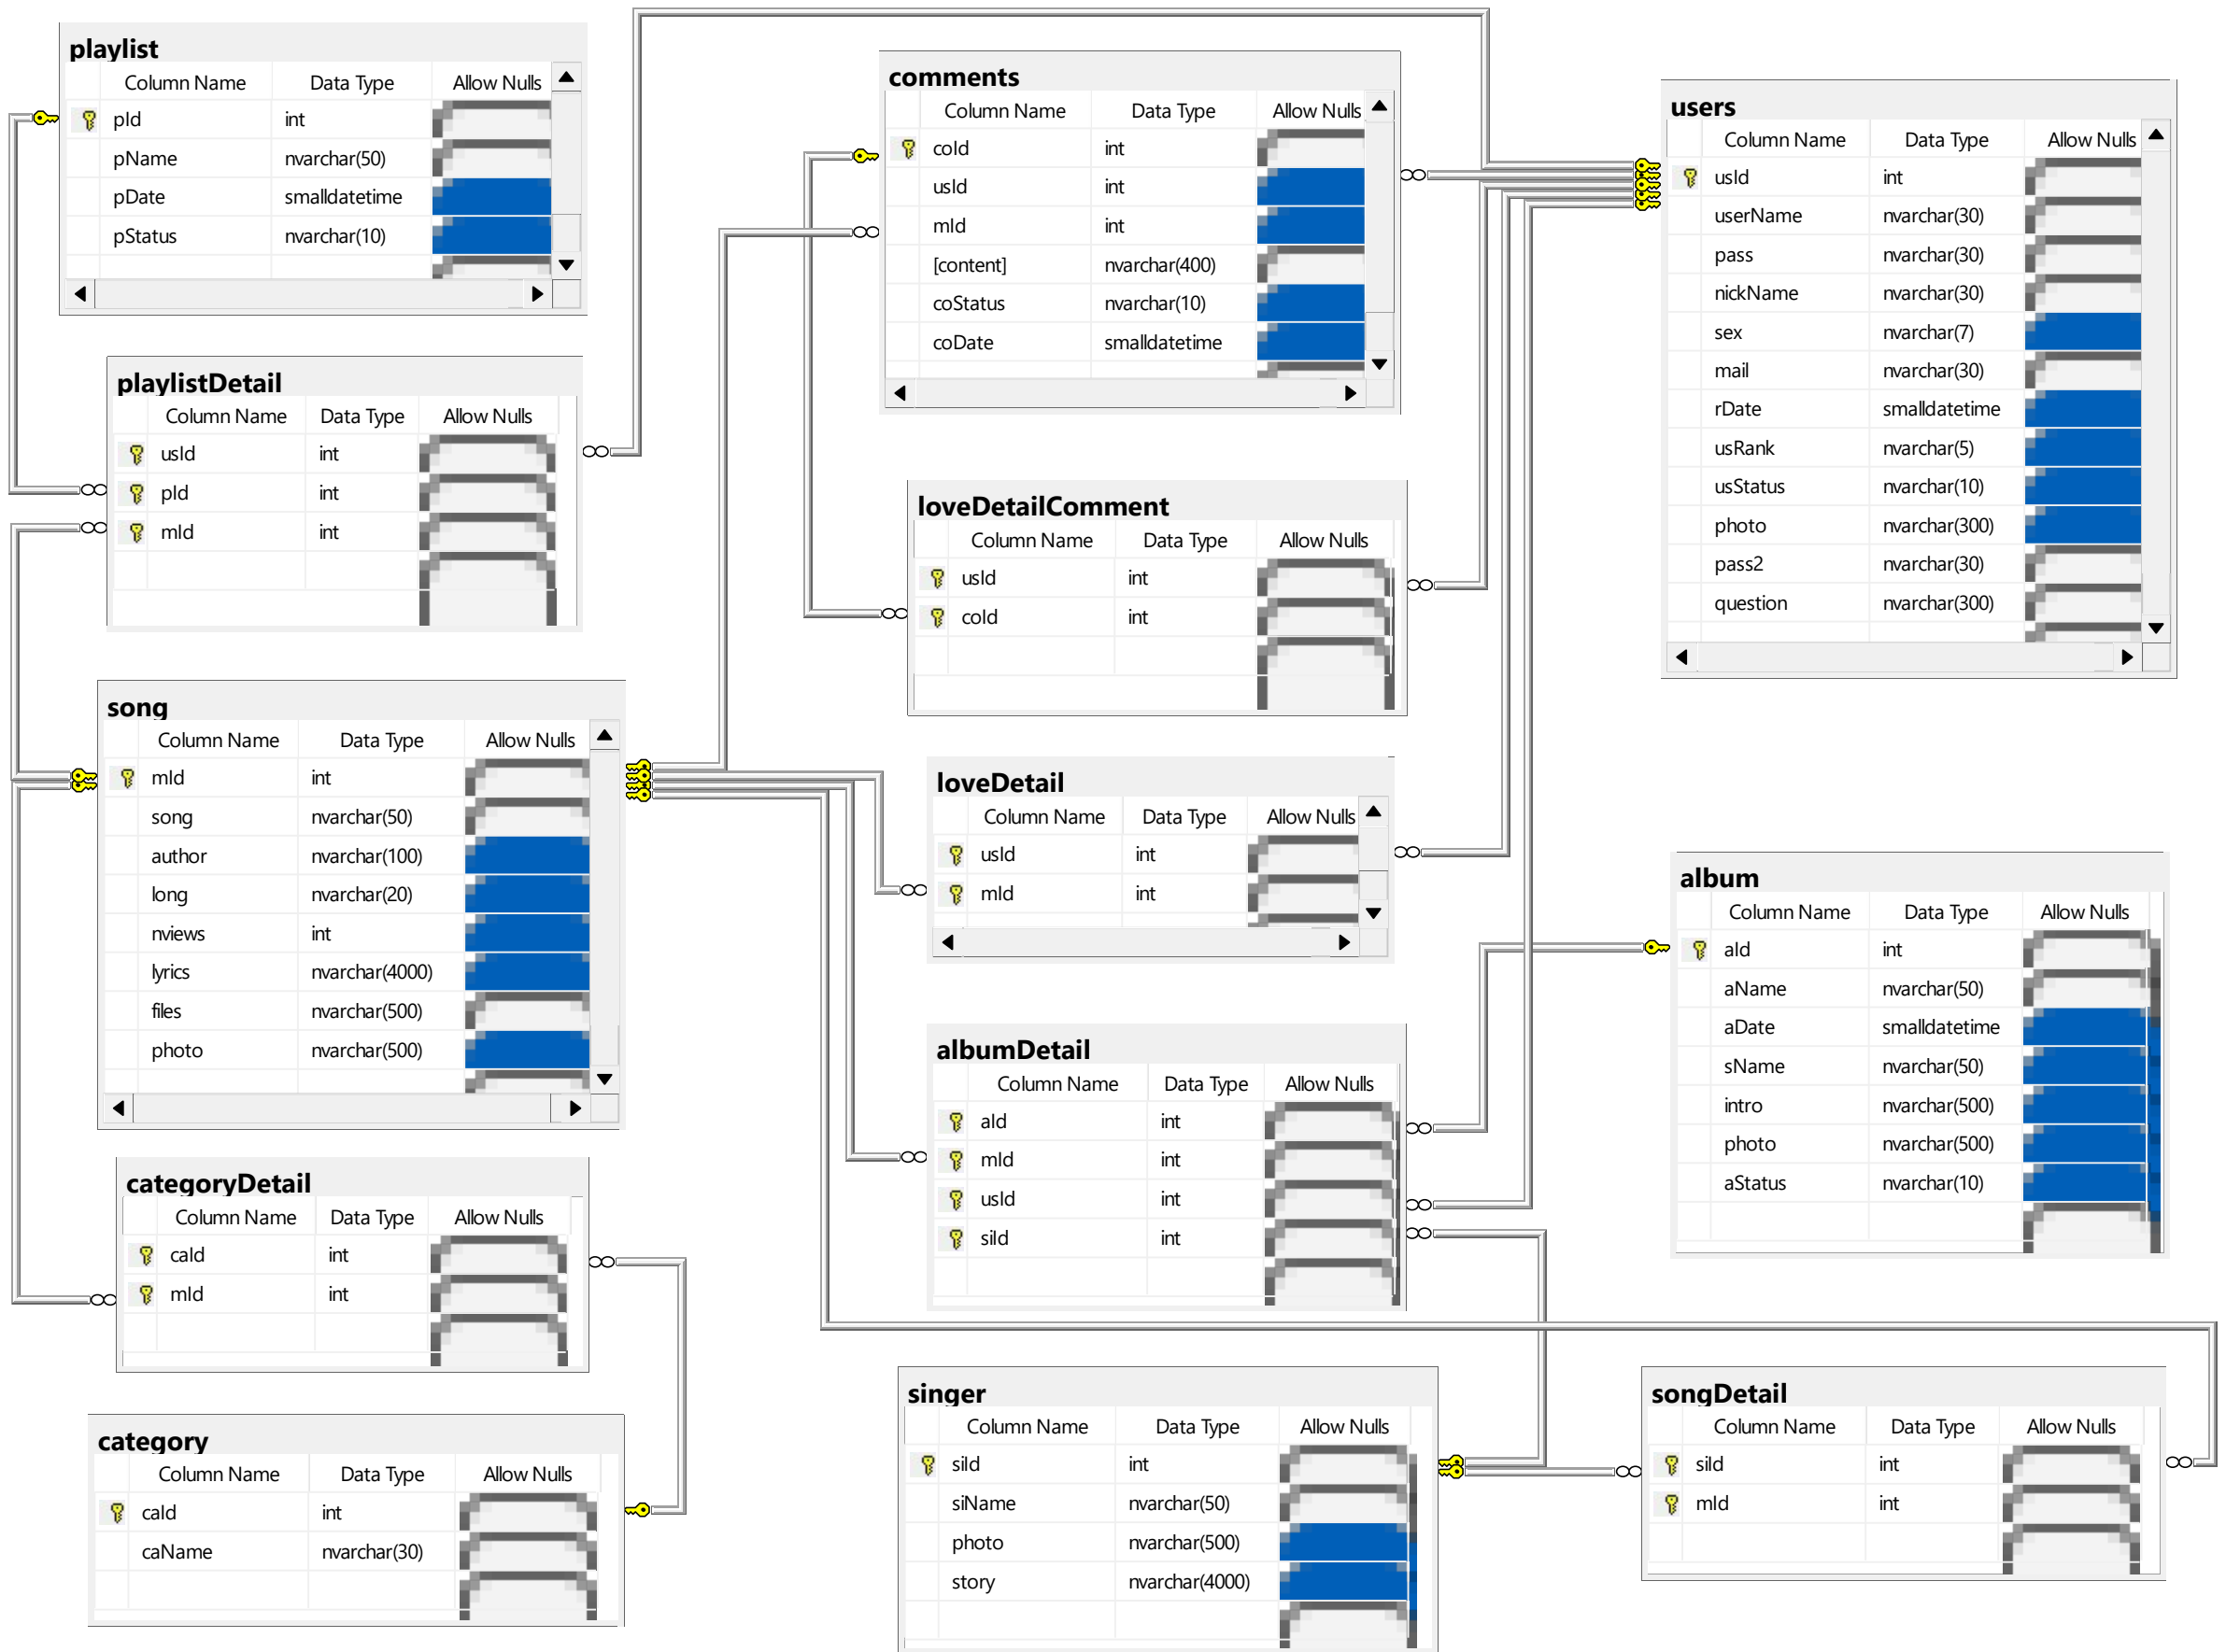 playlist
Column Name Data Type Allow Nulls
pId int
pName nvarchar(50)
pDate smalldatetime
pStatus nvarchar(10)
playlistDetail
Column Name Data Type Allow Nulls
usId int
pId int
mId int
song
Column Name Data Type Allow Nulls
mId int
song nvarchar(50)
author nvarchar(100)
long nvarchar(20)
nviews int
lyrics nvarchar(4000)
files nvarchar(500)
photo nvarchar(500)
categoryDetail
Column Name Data Type Allow Nulls
caId int
mId int
category
Column Name Data Type Allow Nulls
caId int
caName nvarchar(30)
comments
Column Name Data Type Allow Nulls
coId int
usId int
mId int
[content] nvarchar(400)
coStatus nvarchar(10)
coDate smalldatetime
loveDetailComment
Column Name Data Type Allow Nulls
usId int
coId int
loveDetail
Column Name Data Type Allow Nulls
usId int
mId int
albumDetail
Column Name Data Type Allow Nulls
aId int
mId int
usId int
siId int
singer
Column Name Data Type Allow Nulls
siId int
siName nvarchar(50)
photo nvarchar(500)
story nvarchar(4000)
users
Column Name Data Type Allow Nulls
usId int
userName nvarchar(30)
pass nvarchar(30)
nickName nvarchar(30)
sex nvarchar(7)
mail nvarchar(30)
rDate smalldatetime
usRank nvarchar(5)
usStatus nvarchar(10)
photo nvarchar(300)
pass2 nvarchar(30)
question nvarchar(300)
album
Column Name Data Type Allow Nulls
aId int
aName nvarchar(50)
aDate smalldatetime
sName nvarchar(50)
intro nvarchar(500)
photo nvarchar(500)
aStatus nvarchar(10)
songDetail
Column Name Data Type Allow Nulls
siId int
mId int